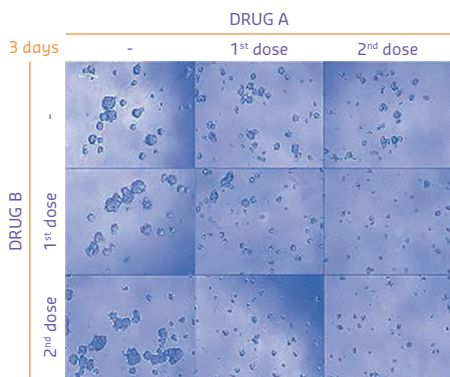 DRUG A
3 days - 1st dose 2nd dose
DRUG B
-
1st dose
2nd dose